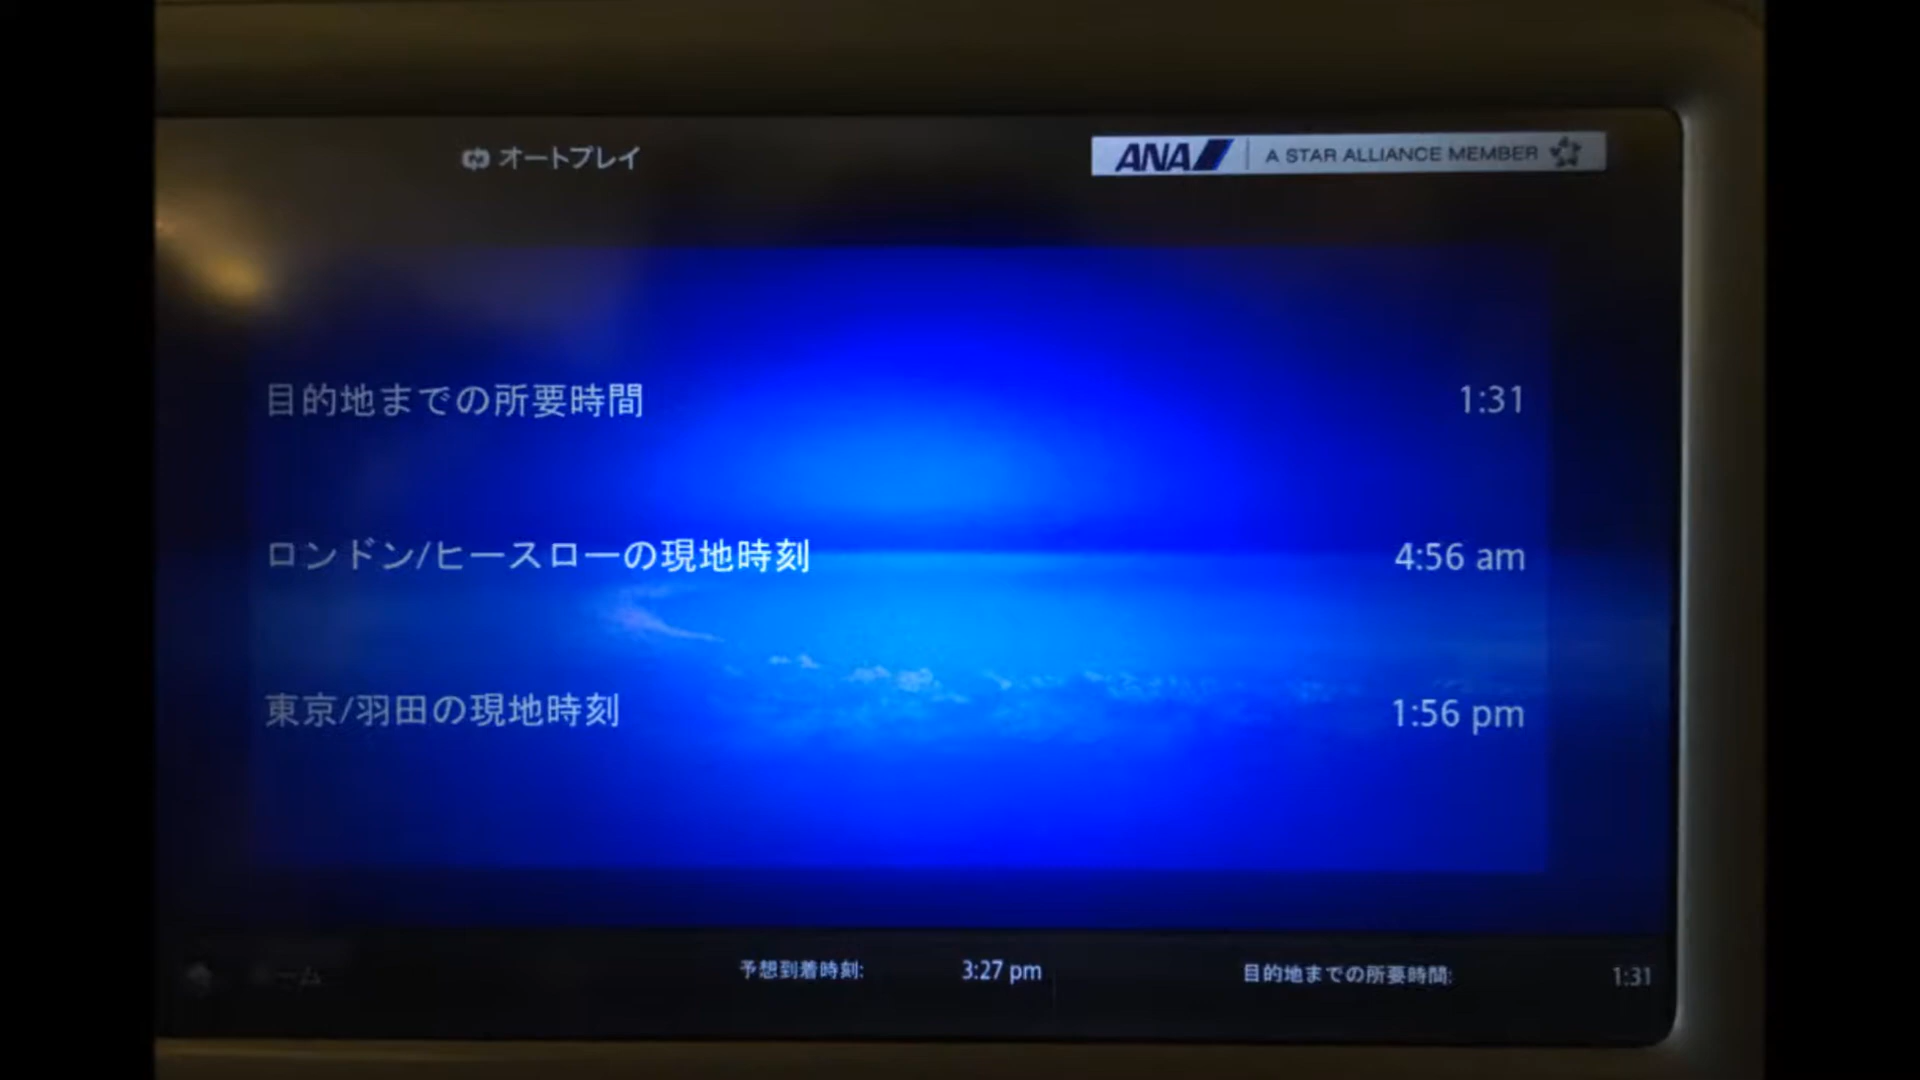 オートプレイ
ANA A STAR ALLIANCE MEMBER
目的地までの所要時間 1:31
ロンドン/ヒースローの現地時刻 4:56 am
東京/羽田の現地時刻 1:56 pm
ホーム 予想到着時刻: 3:27 pm 目的地までの所要時間: 1:31